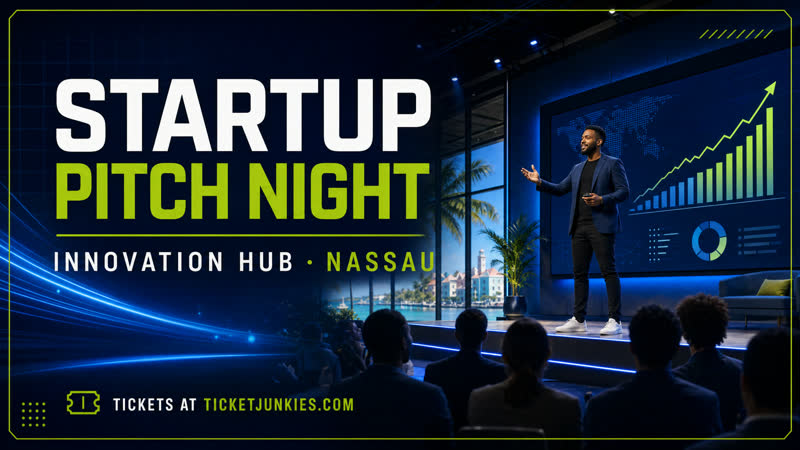 STARTUP
PITCH NIGHT
INNOVATION HUB · NASSAU
TICKETS AT TICKETJUNKIES.COM